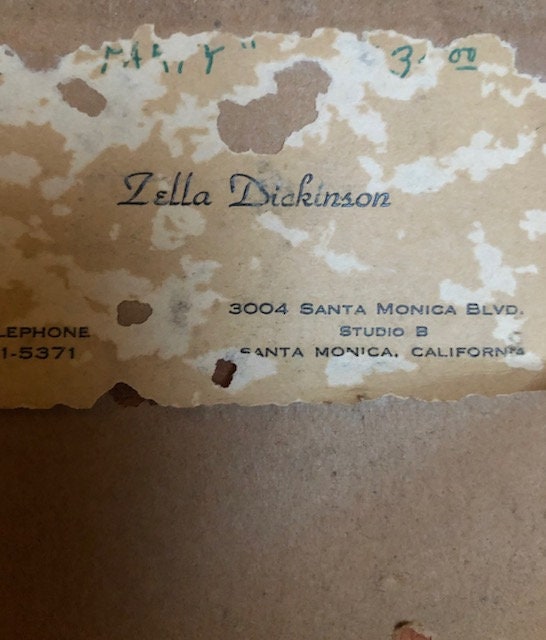 3.00
Zella Dickinson
3004 SANTA MONICA BLVD.
STUDIO B
SANTA MONICA, CALIFORNIA
LEPHONE
1-5371